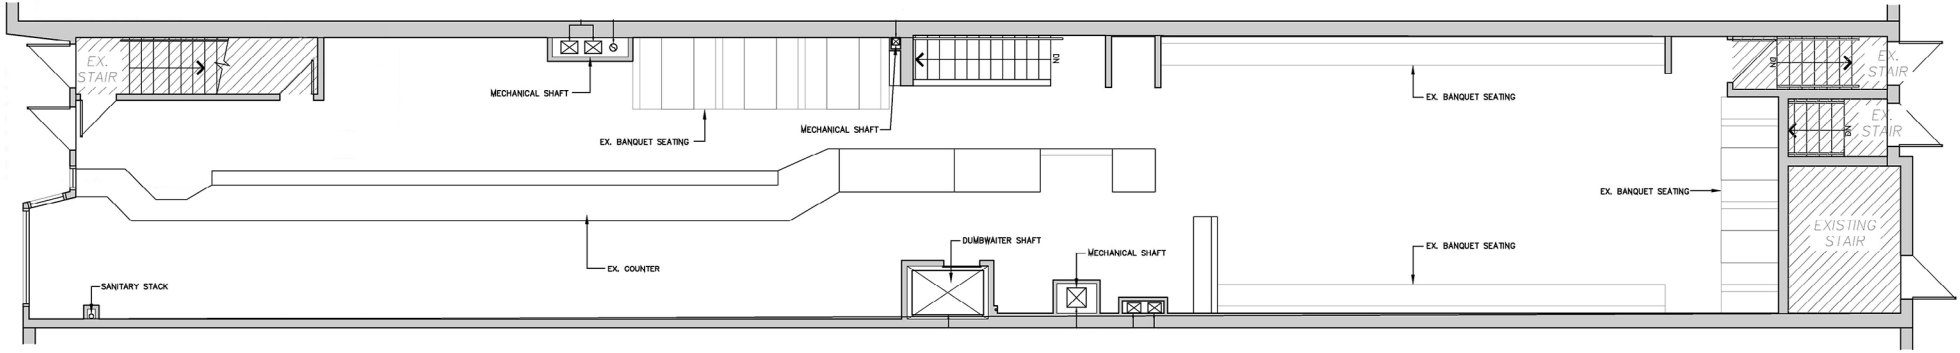 EX.
STAIR
MECHANICAL SHAFT
EX. BANQUET SEATING
MECHANICAL SHAFT
DN
EX. BANQUET SEATING
DN
EX.
STAIR
DN
EX.
STAIR
EX. BANQUET SEATING
EXISTING
STAIR
DUMBWAITER SHAFT
MECHANICAL SHAFT
EX. BANQUET SEATING
EX. COUNTER
SANITARY STACK